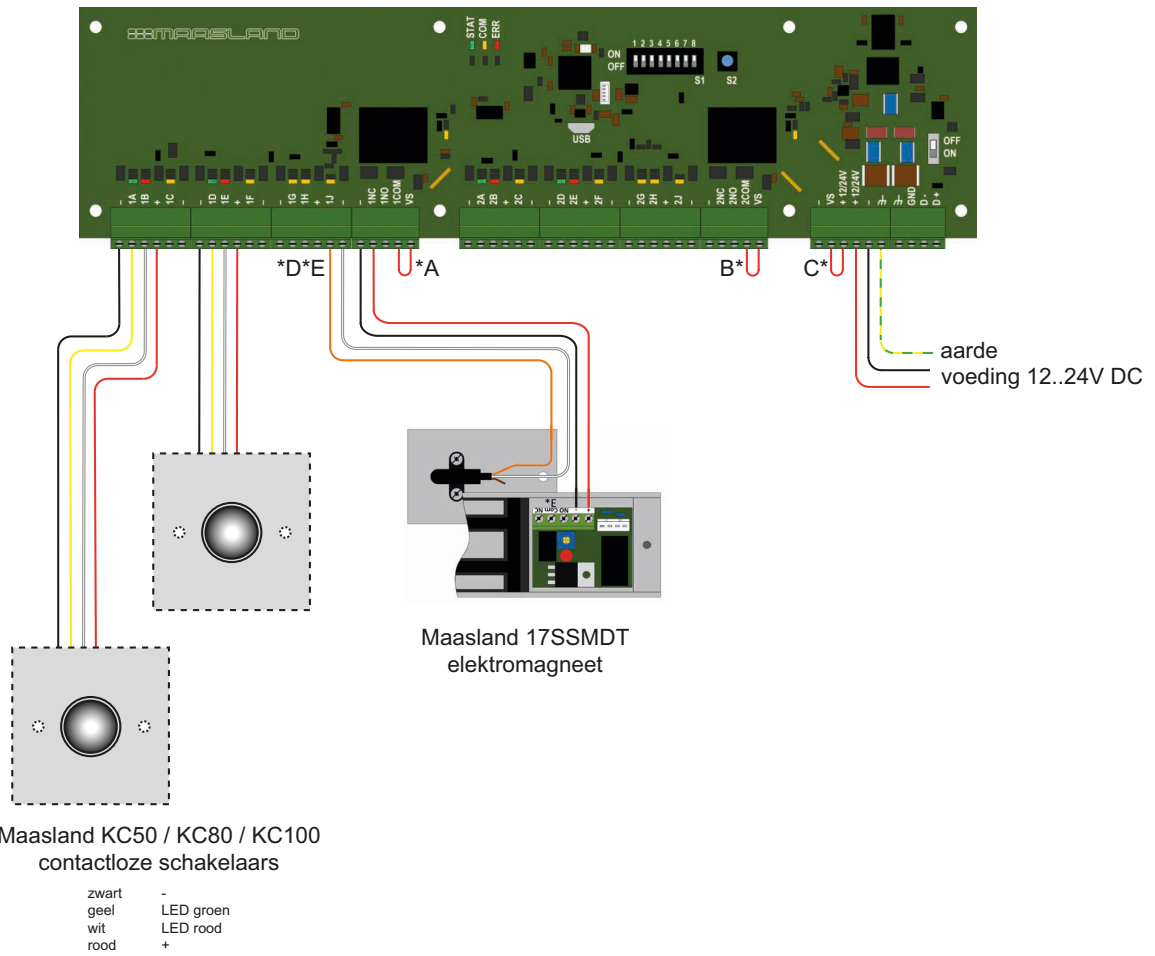 MAASLAND
STAT
COM
ERR
1 2 3 4 5 6 7 8
ON
OFF
S1
S2
USB
OFF
ON
- 1A 1B + 1C - - 1D 1E + 1F - - 1G 1H + 1J - - 1NC 1NO 1COM VS
- 2A 2B + 2C - - 2D 2E + 2F - - 2G 2H + 2J - - 2NC 2NO 2COM VS
- VS + 12/24V + 12/24V - GND D - D +
*D*E
*A
B*
C*
aarde
voeding 12..24V DC
*E
NC Com NO - +
Maasland 17SSMDT
elektromagneet
Maasland KC50 / KC80 / KC100
contactloze schakelaars
zwart -
geel LED groen
wit LED rood
rood +